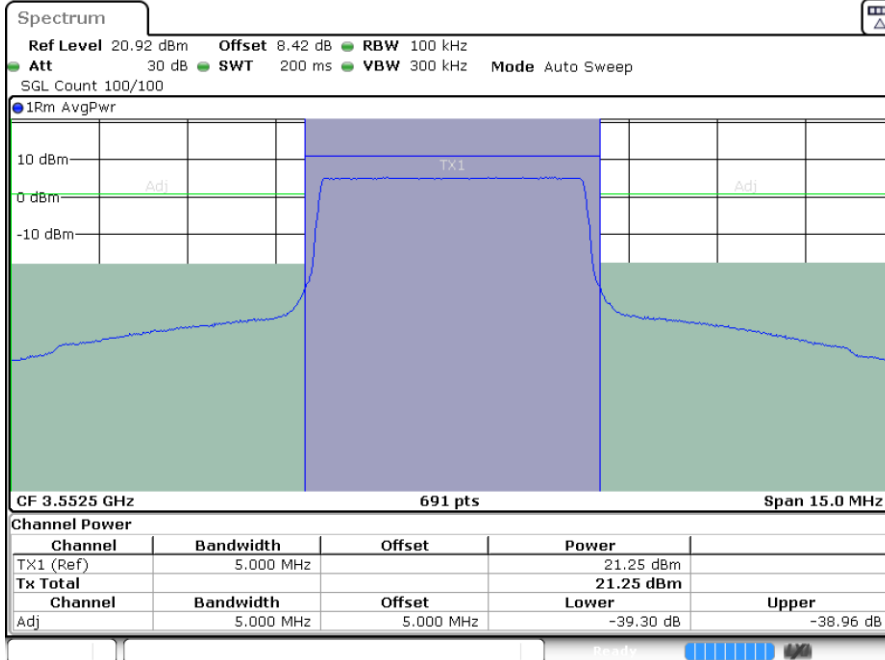 Spectrum
Ref Level 20.92 dBm Offset 8.42 dB RBW 100 kHz
Att 30 dB SWT 200 ms VBW 300 kHz Mode Auto Sweep
SGL Count 100/100
1Rm AvgPwr
10 dBm
TX1
Adj
Adj
0 dBm
-10 dBm
CF 3.5525 GHz 691 pts Span 15.0 MHz
Channel Power
Channel Bandwidth Offset Power
TX1 (Ref) 5.000 MHz 21.25 dBm
Tx Total 21.25 dBm
Channel Bandwidth Offset Lower Upper
Adj 5.000 MHz 5.000 MHz -39.30 dB -38.96 dB
Ready